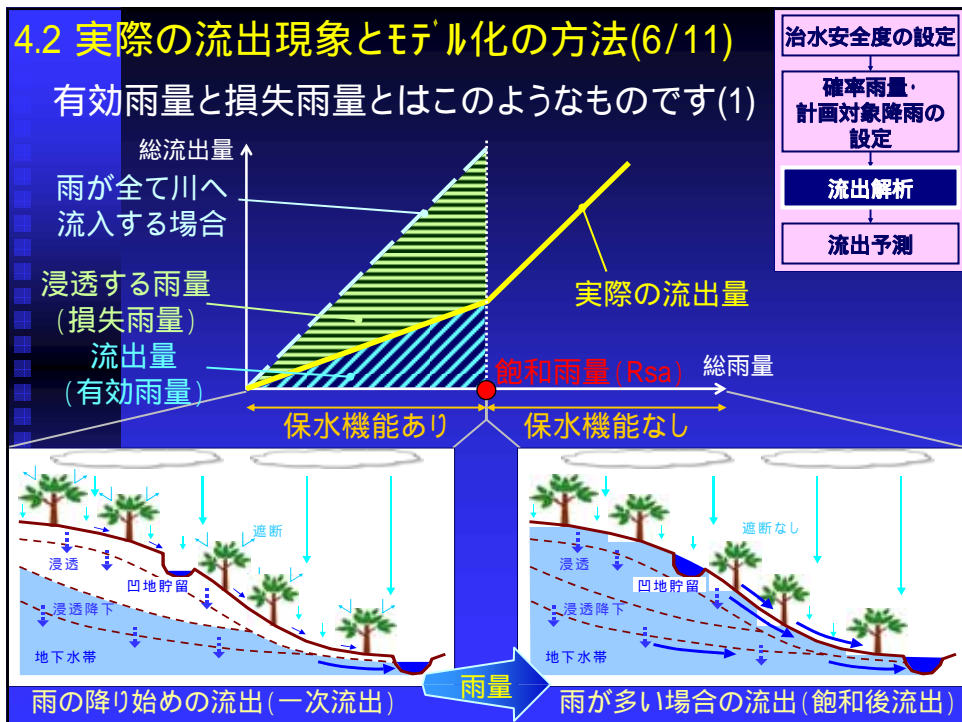 4.2 実際の流出現象とﾓﾃﾞﾙ化の方法(6/11)
有効雨量と損失雨量とはこのようなものです(1)
治水安全度の設定
確率雨量・
計画対象降雨の
設定
流出解析
流出予測
総流出量
雨が全て川へ
流入する場合
浸透する雨量
(損失雨量)
流出量
(有効雨量)
実際の流出量
飽和雨量(Rsa)
総雨量
保水機能あり
保水機能なし
遮断
浸透
凹地貯留
浸透降下
地下水帯
雨の降り始めの流出(一次流出)
雨量
遮断なし
浸透
凹地貯留
浸透降下
地下水帯
雨が多い場合の流出(飽和後流出)